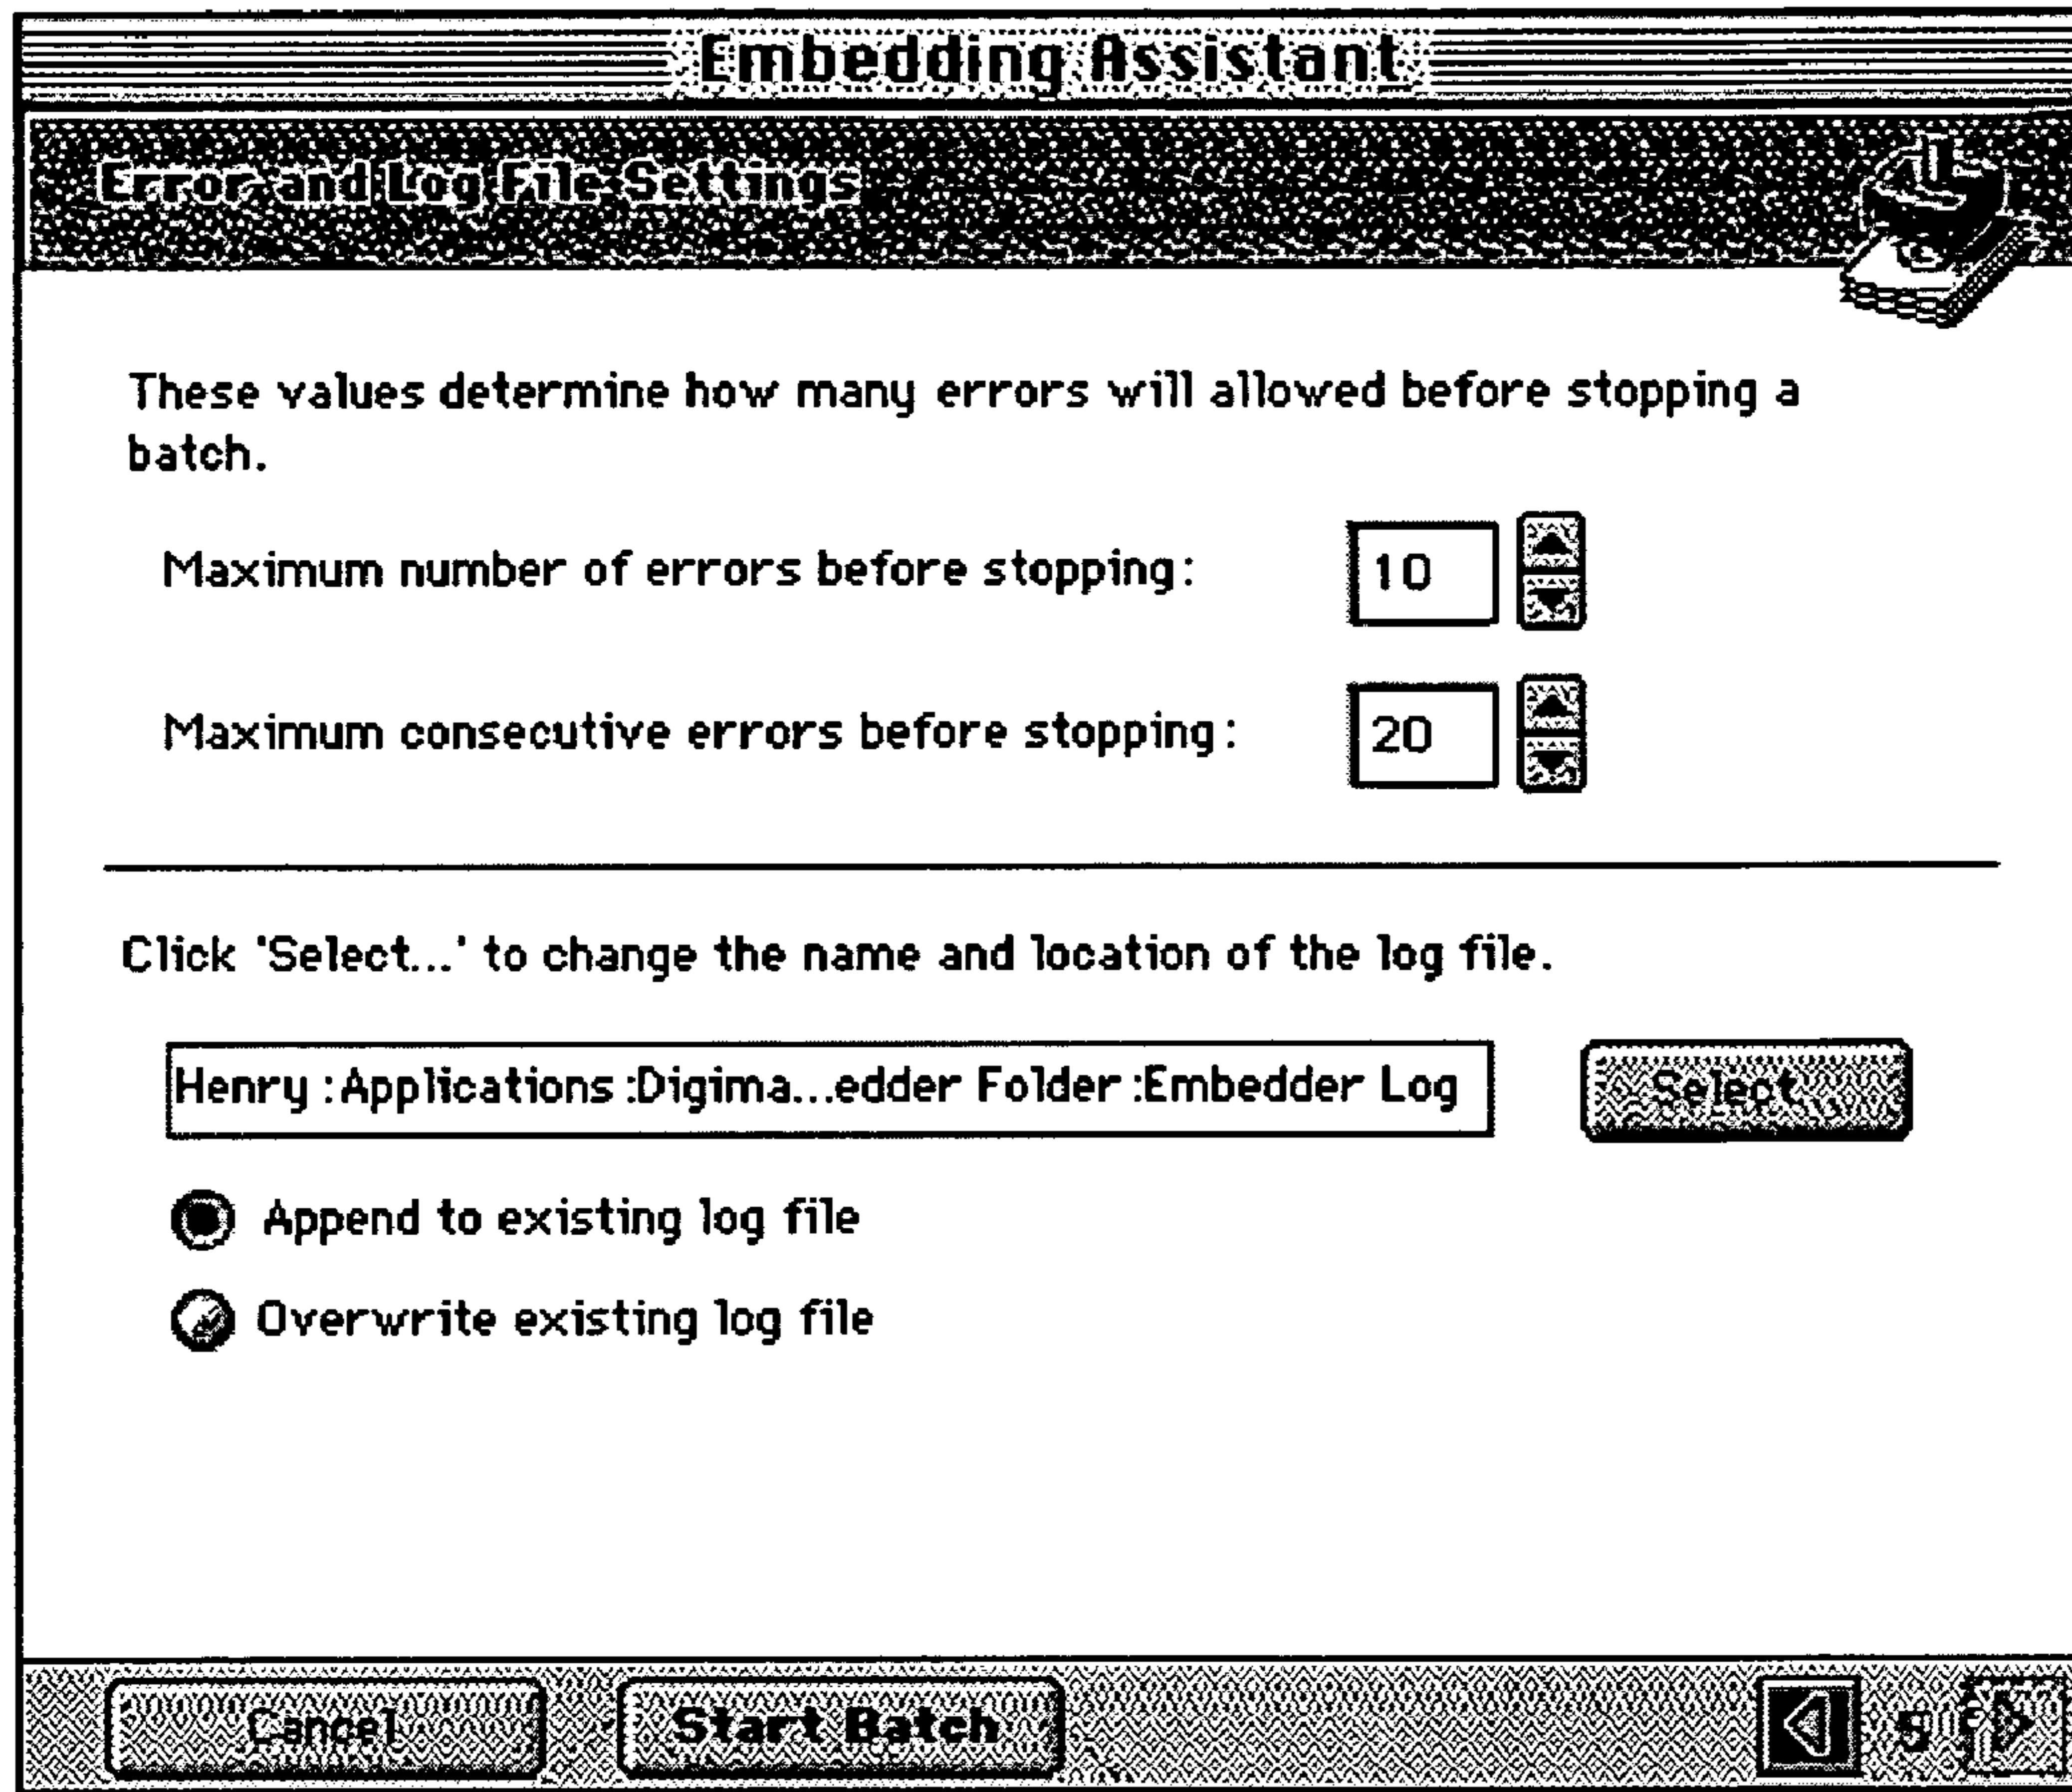 Embedding Assistant
Error and Log File Settings
These values determine how many errors will allowed before stopping a
batch.
Maximum number of errors before stopping: 10
Maximum consecutive errors before stopping: 20
Click 'Select...' to change the name and location of the log file.
Henry:Applications:Digima...edder Folder:Embedder Log Select...
Append to existing log file
Overwrite existing log file
Cancel Start Batch 5